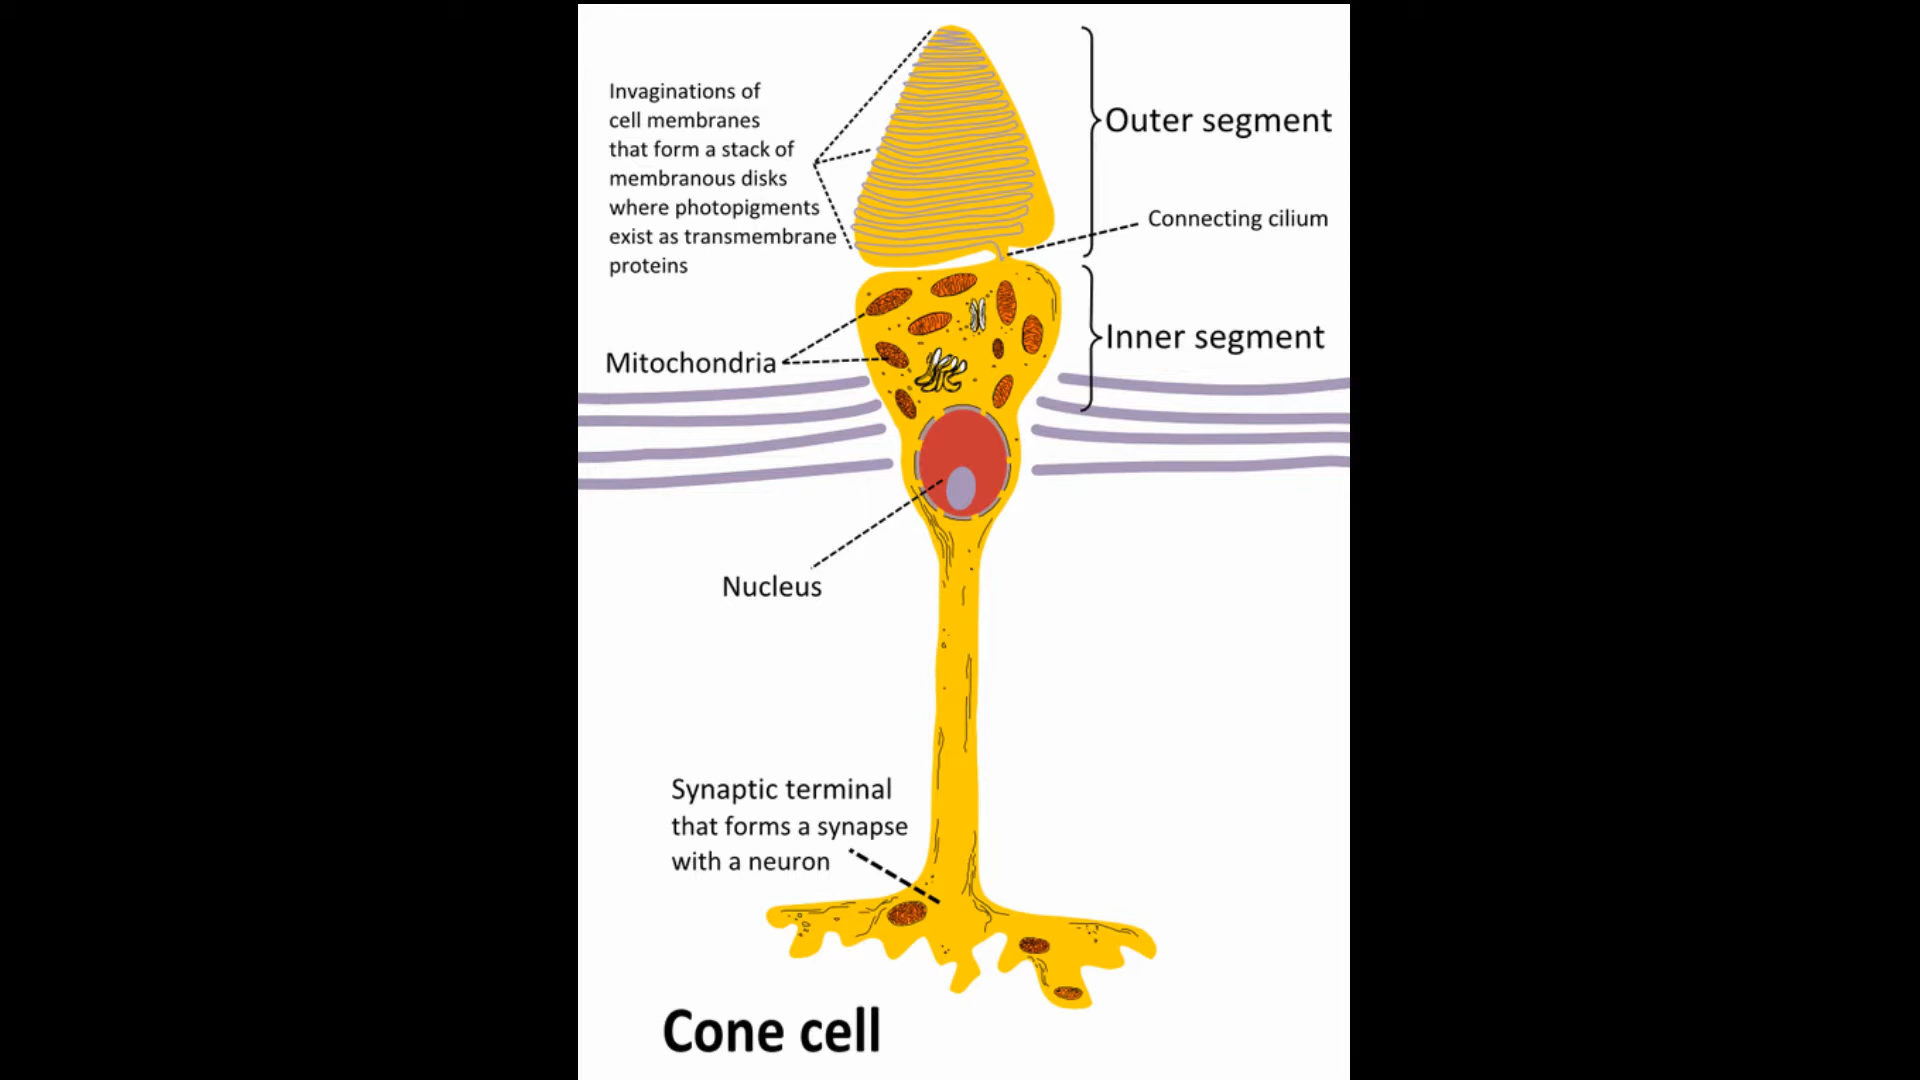 Invaginations of
cell membranes
that form a stack of
membranous disks
where photopigments
exist as transmembrane
proteins
Outer segment
Connecting cilium
Inner segment
Mitochondria
Nucleus
Synaptic terminal
that forms a synapse
with a neuron
Cone cell